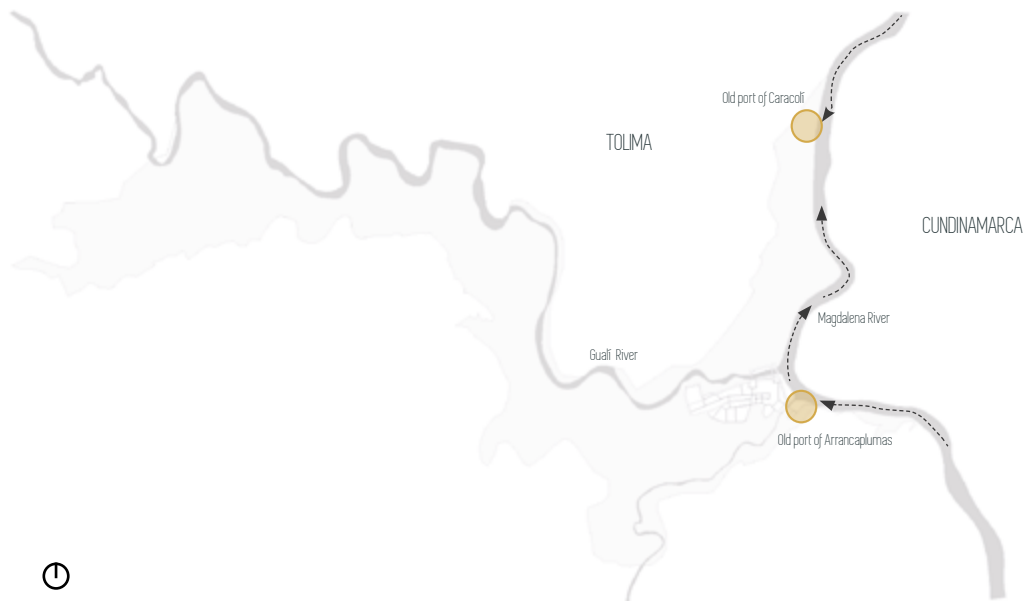 Old port of Caracolí
TOLIMA
CUNDINAMARCA
Magdalena River
Gualí River
Old port of Arrancaplumas